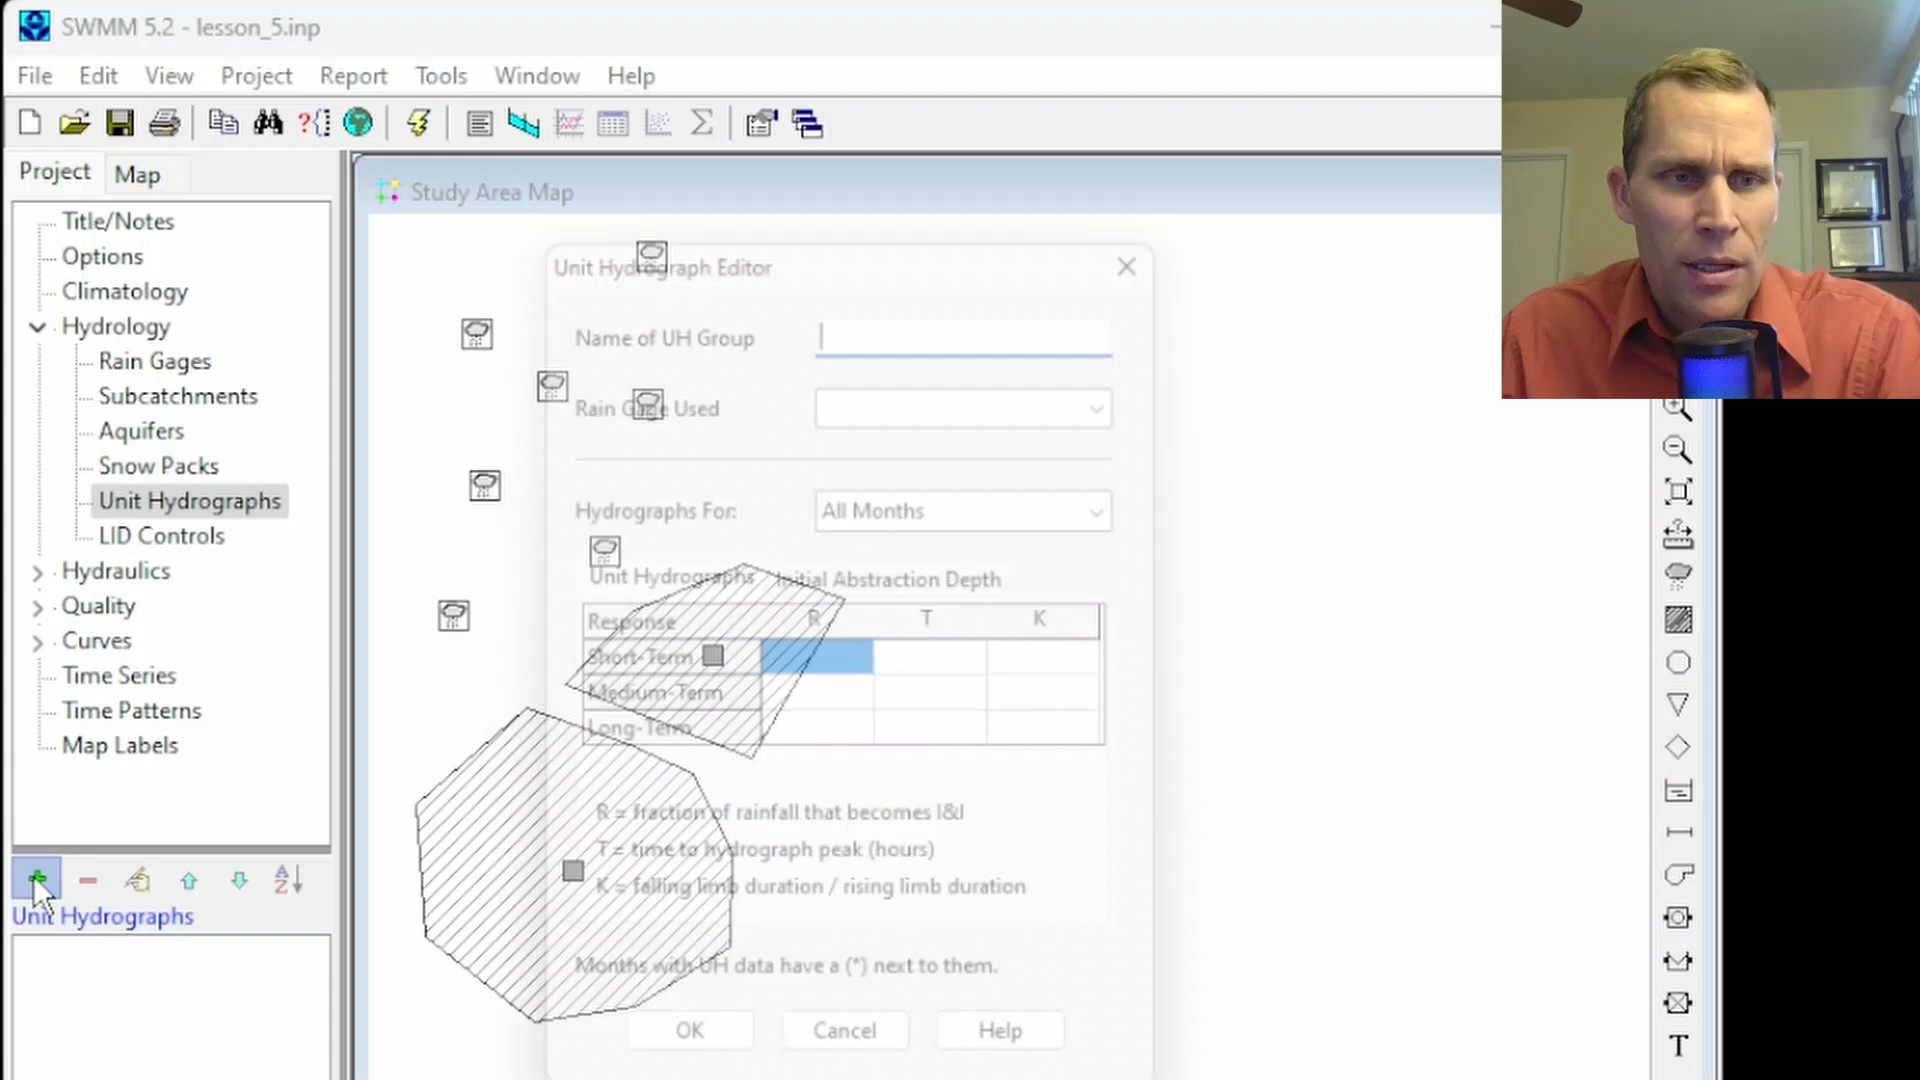 SWMM 5.2 - lesson_5.inp
File Edit View Project Report Tools Window Help
Project Map
Study Area Map
Title/Notes
Options
Climatology
Hydrology
Rain Gages
Subcatchments
Aquifers
Snow Packs
Unit Hydrographs
LID Controls
Hydraulics
Quality
Curves
Time Series
Time Patterns
Map Labels
Unit Hydrographs
Unit Hydrograph Editor
Name of UH Group
Rain Gage Used
Hydrographs For: All Months
Unit Hydrographs Initial Abstraction Depth
Response R T K
Short-Term
Medium-Term
Long-Term
R = fraction of rainfall that becomes I&I
T = time to hydrograph peak (hours)
K = falling limb duration / rising limb duration
Months with UH data have a (*) next to them.
OK Cancel Help
T